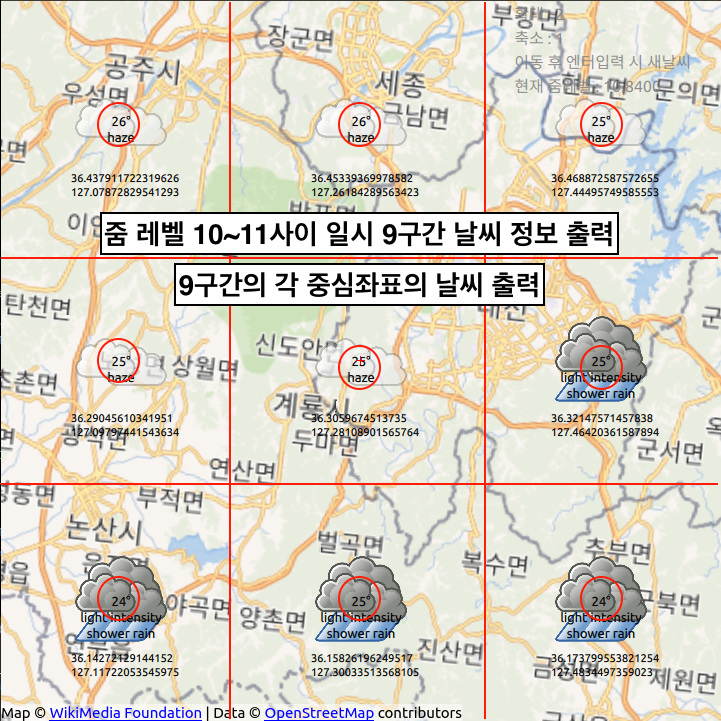 부강면
장군면
축소 :
공주시
이동 후 엔터입력 시 새날씨
세종
우성면
금남면
문의면
26°
haze
26°
haze
25°
haze
36.437911722319626
127.07872829541293
36.45339369978582
127.26184289563423
36.468872587572655
127.44495749585553
반포면
줌 레벨 10~11사이 일시 9구간 날씨 정보 출력
9구간의 각 중심좌표의 날씨 출력
탄천면
대전
신도안
상월면
25°
haze
25°
haze
25°
light intensity
shower rain
계룡시
36.29045610341951
127.09797441543634
36.3059674513735
127.28108901565764
36.32147571457838
127.46420361587894
두마면
군서면
연산면
부적면
논산시
벌곡면
추부면
복수면
24°
light intensity
shower rain
25°
light intensity
shower rain
24°
light intensity
shower rain
야곡면
양촌면
군북면
진산면
36.14272129144152
127.11722053545975
36.15826196249517
127.30033513568105
36.173799553821254
127.4834497359023
제원면
Map © WikiMedia Foundation | Data © OpenStreetMap contributors